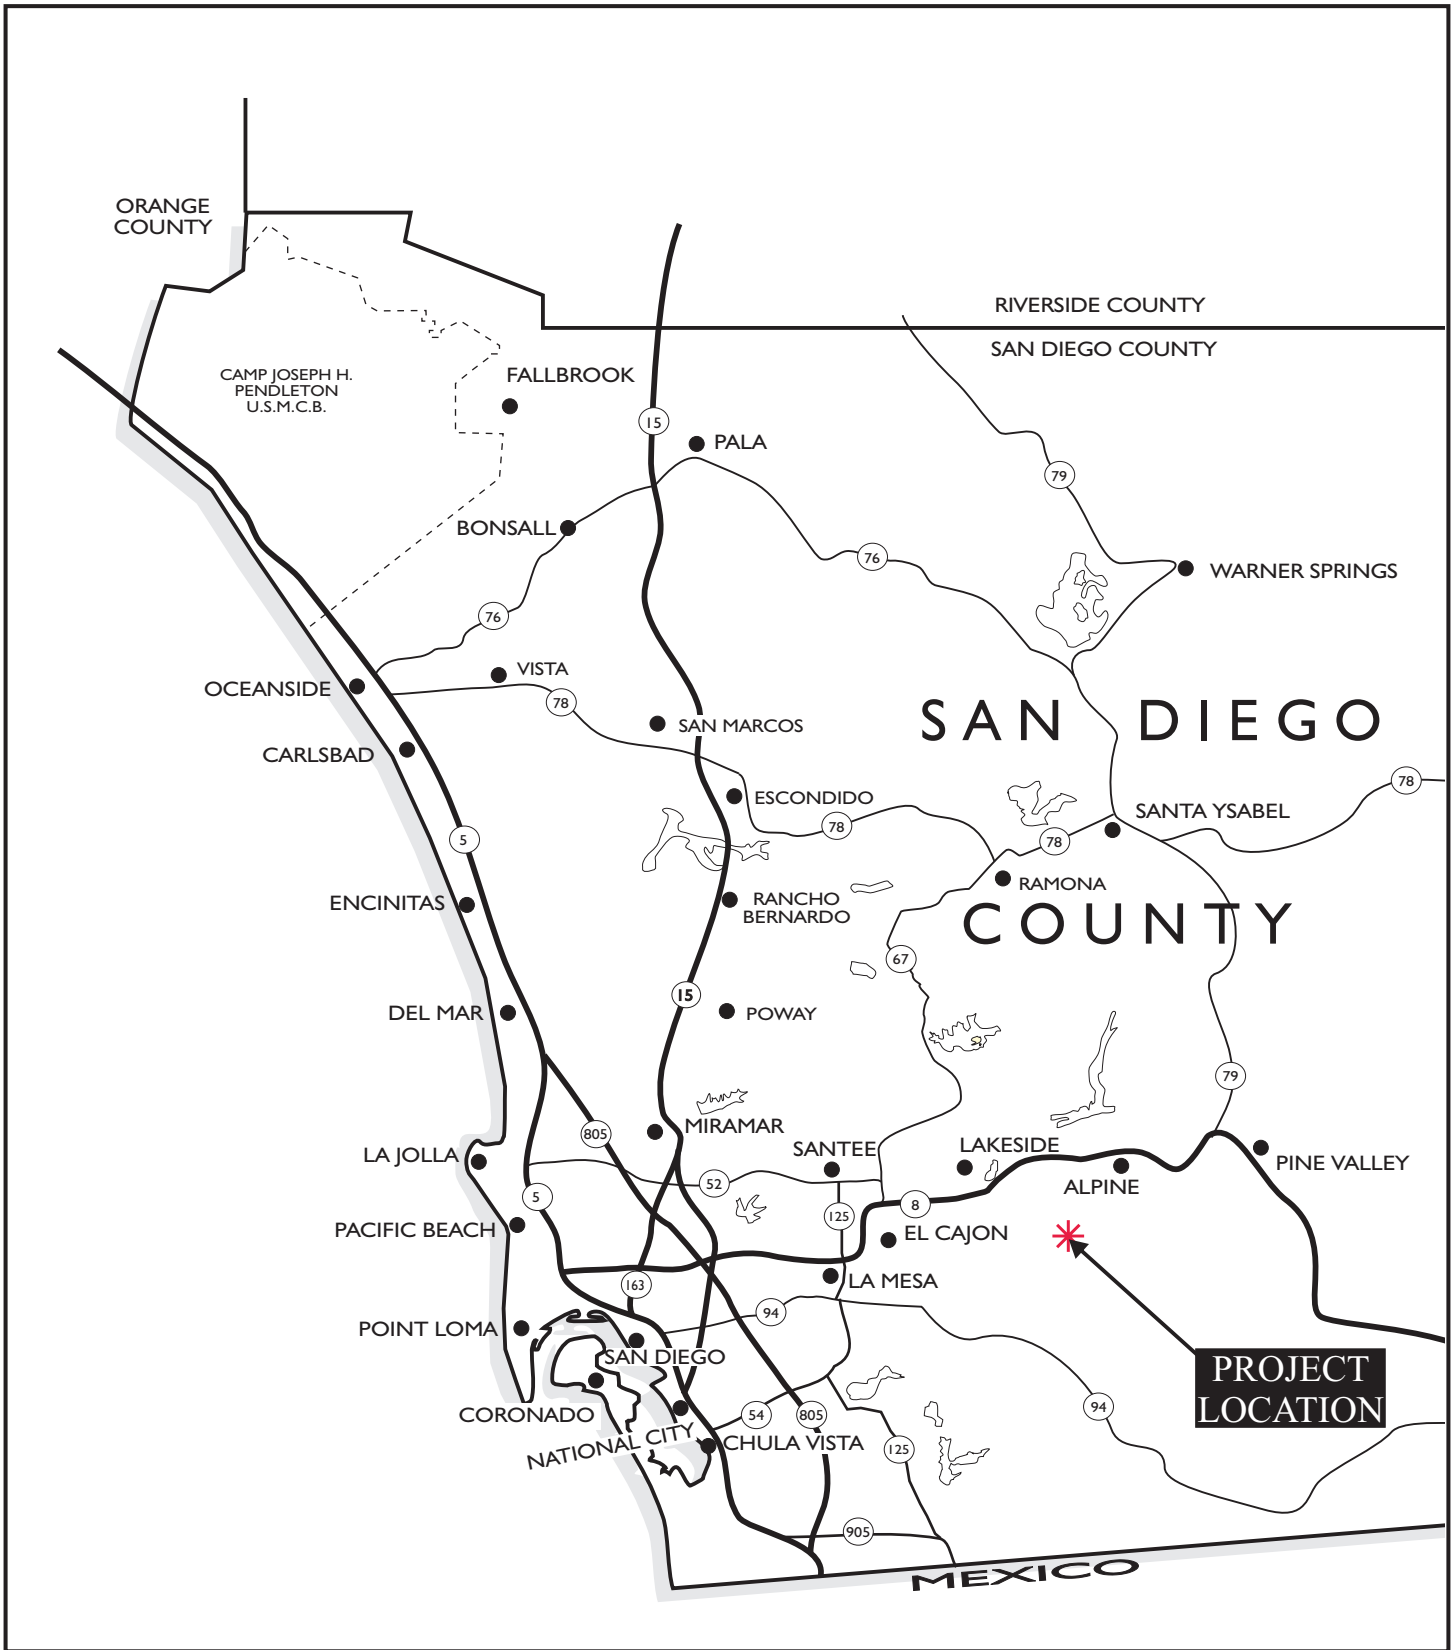 ORANGE
COUNTY
RIVERSIDE COUNTY
SAN DIEGO COUNTY
CAMP JOSEPH H.
PENDLETON
U.S.M.C.B.
FALLBROOK
15
PALA
79
BONSALL
76
WARNER SPRINGS
76
VISTA
OCEANSIDE
78
SAN MARCOS
SAN DIEGO
CARLSBAD
78
ESCONDIDO
SANTA YSABEL
78
5
78
RAMONA
ENCINITAS
RANCHO
BERNARDO
COUNTY
67
15
DEL MAR
POWAY
79
MIRAMAR
805
SANTEE
LAKESIDE
LA JOLLA
PINE VALLEY
52
ALPINE
5
8
125
PACIFIC BEACH
EL CAJON
LA MESA
163
94
POINT LOMA
SAN DIEGO
PROJECT
LOCATION
CORONADO
54
805
94
NATIONAL CITY
CHULA VISTA
125
905
MEXICO